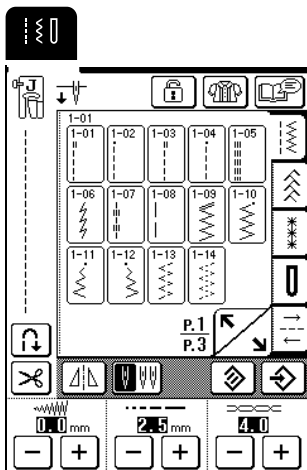 J
1-01
1-01 1-02 1-03 1-04 1-05
1-06 1-07 1-08 1-09 1-10
1-11 1-12 1-13 1-14
P.1
P.3
0.0 mm 2.5 mm 4.0
− + − + − +